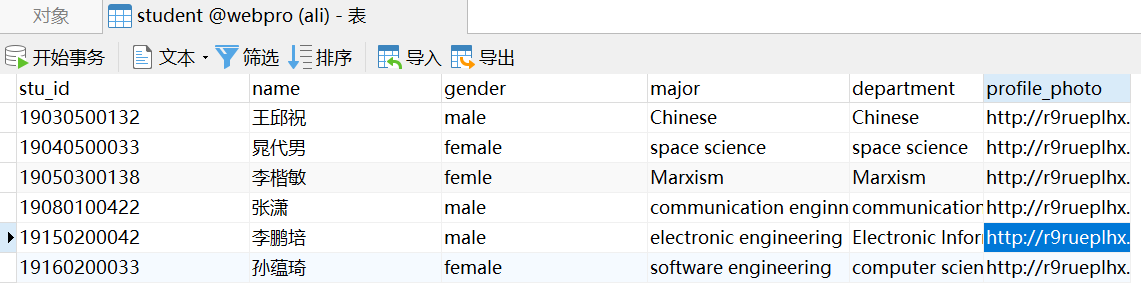 对象 student @webpro (ali) - 表
开始事务 文本 筛选 排序 导入 导出
stu_id name gender major department profile_photo
19030500132 王邱祝 male Chinese Chinese http://r9rueplhx.
19040500033 晁代男 female space science space science http://r9rueplhx.
19050300138 李楷敏 femle Marxism Marxism http://r9rueplhx.
19080100422 张潇 male communication enginn communication http://r9rueplhx.
19150200042 李鹏培 male electronic engineering Electronic Infor http://r9rueplhx.
19160200033 孙蕴琦 female software engineering computer scien http://r9rueplhx.